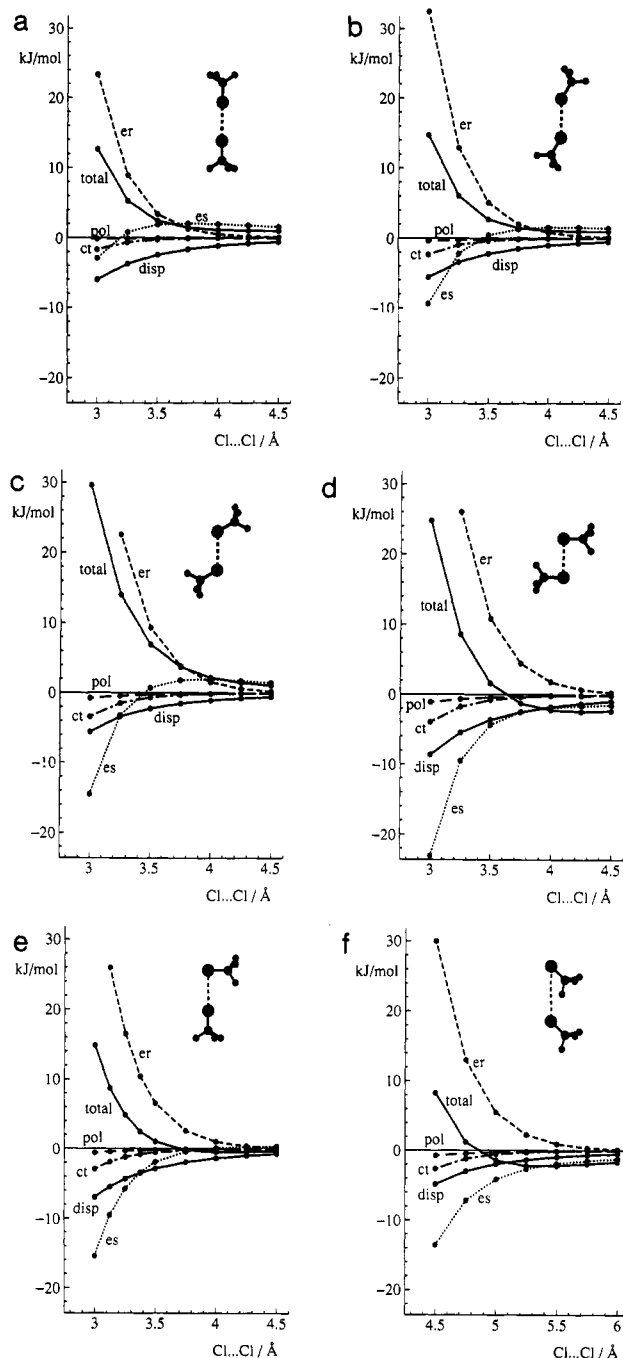 a
kJ/mol
30
20
10
0
−10
−20
er
total
es
pol
ct
disp
3 3.5 4 4.5
Cl...Cl / Å
b
kJ/mol
30
20
10
0
−10
−20
er
total
pol
ct
disp
es
3 3.5 4 4.5
Cl...Cl / Å
c
kJ/mol
30
20
10
0
−10
−20
er
total
pol
ct
disp
es
3 3.5 4 4.5
Cl...Cl / Å
d
kJ/mol
30
20
10
0
−10
−20
er
total
pol
ct
disp
es
3 3.5 4 4.5
Cl...Cl / Å
e
kJ/mol
30
20
10
0
−10
−20
er
total
pol
ct
disp
es
3 3.5 4 4.5
Cl...Cl / Å
f
kJ/mol
30
20
10
0
−10
−20
er
total
pol
ct
disp
es
4.5 5 5.5 6
Cl...Cl / Å